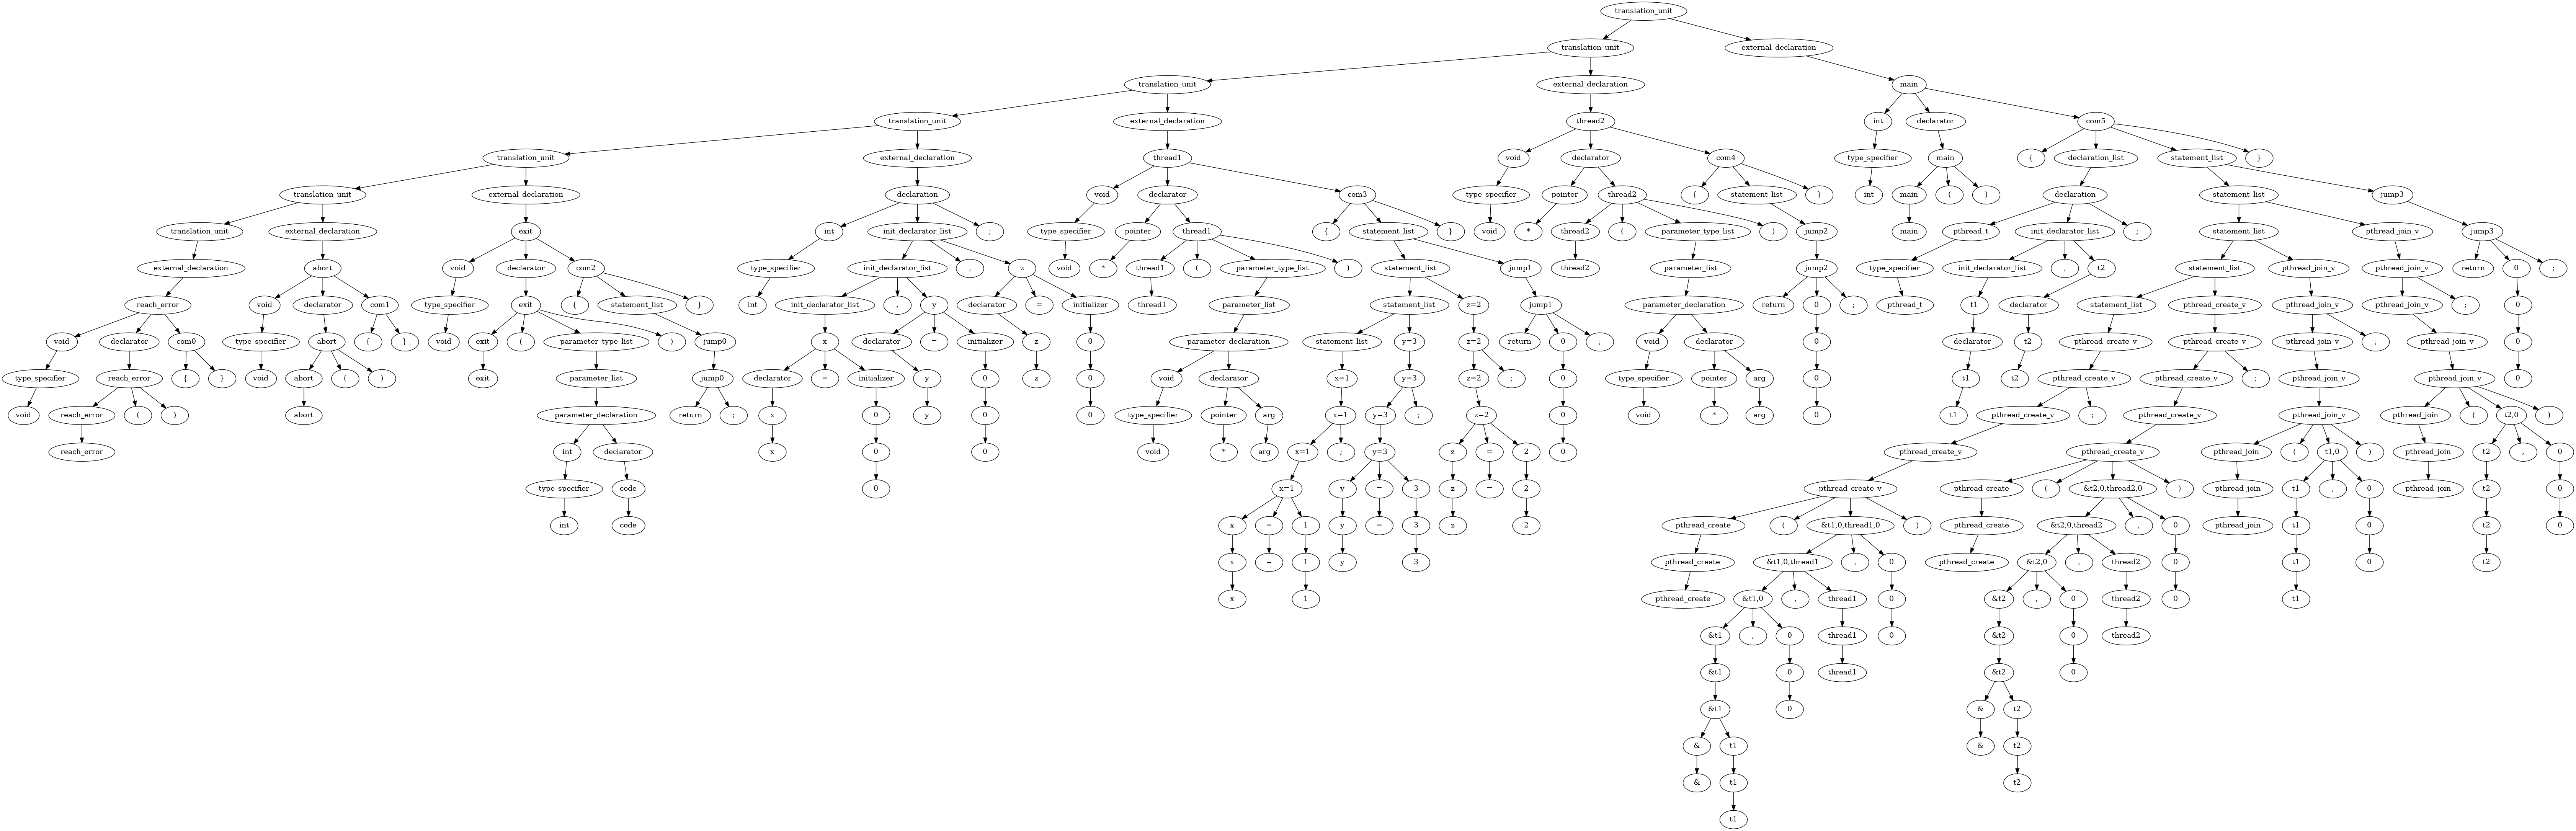 translation_unit
translation_unit external_declaration
translation_unit external_declaration main
translation_unit external_declaration thread2 int declarator com5
translation_unit external_declaration thread1 void declarator com4 type_specifier main { declaration_list statement_list }
translation_unit external_declaration declaration void declarator com3 type_specifier pointer thread2 { statement_list } int main ( ) declaration statement_list jump3
translation_unit external_declaration exit int init_declarator_list ; type_specifier pointer thread1 { statement_list } void * thread2 ( parameter_type_list ) jump2 main pthread_t init_declarator_list ; statement_list pthread_join_v jump3
external_declaration abort void declarator com2 type_specifier init_declarator_list , z void * thread1 ( parameter_type_list ) statement_list jump1 thread2 parameter_list jump2 type_specifier init_declarator_list , t2 statement_list pthread_join_v pthread_join_v return 0 ;
reach_error void declarator com1 type_specifier exit { statement_list } int init_declarator_list , y declarator = initializer thread1 parameter_list statement_list z=2 jump1 parameter_declaration return 0 ; pthread_t t1 declarator statement_list pthread_create_v pthread_join_v pthread_join_v ; 0
void declarator com0 type_specifier abort { } void exit ( parameter_type_list ) jump0 x declarator = initializer z 0 parameter_declaration statement_list y=3 z=2 return 0 ; void declarator 0 declarator t2 pthread_create_v pthread_create_v pthread_join_v ; pthread_join_v 0
type_specifier reach_error { } void abort ( ) exit parameter_list jump0 declarator = initializer y 0 z 0 void declarator x=1 y=3 z=2 ; 0 type_specifier pointer arg 0 t1 t2 pthread_create_v pthread_create_v ; pthread_join_v pthread_join_v 0
void reach_error ( ) abort parameter_declaration return ; x 0 y 0 0 type_specifier pointer arg x=1 y=3 ; z=2 0 void * arg 0 t1 pthread_create_v ; pthread_create_v pthread_join_v pthread_join ( t2,0 )
reach_error int declarator x 0 0 void * arg x=1 ; y=3 z = 2 0 pthread_create_v pthread_create_v pthread_join ( t1,0 ) pthread_join t2 , 0
type_specifier code 0 x=1 y = 3 z = 2 pthread_create_v pthread_create ( &t2,0,thread2,0 ) pthread_join t1 , 0 pthread_join t2 0
int code x = 1 y = 3 z 2 pthread_create ( &t1,0,thread1,0 ) pthread_create &t2,0,thread2 , 0 pthread_join t1 0 t2 0
x = 1 y 3 pthread_create &t1,0,thread1 , 0 pthread_create &t2,0 , thread2 0 t1 0 t2
x 1 pthread_create &t1,0 , thread1 0 &t2 , 0 thread2 0 t1
&t1 , 0 thread1 0 &t2 0 thread2
&t1 0 thread1 &t2 0
&t1 0 & t2
& t1 & t2
& t1 t2
t1